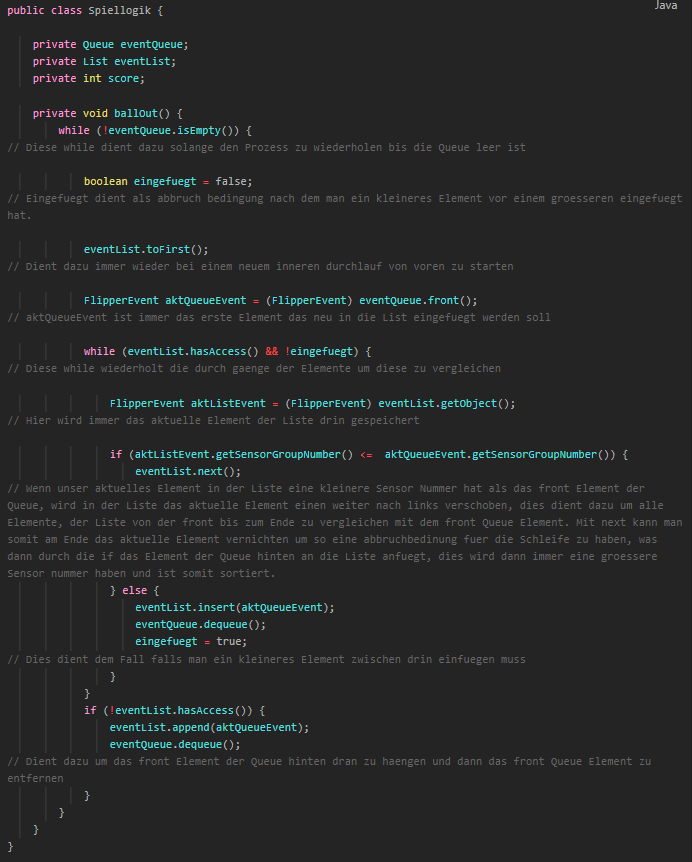 Java
public class Spiellogik {
private Queue eventQueue;
private List eventList;
private int score;
private void ballOut() {
while (!eventQueue.isEmpty()) {
// Diese while dient dazu solange den Prozess zu wiederholen bis die Queue leer ist
boolean eingefuegt = false;
// Eingefuegt dient als abbruch bedingung nach dem man ein kleineres Element vor einem groesseren eingefuegt
hat.
eventList.toFirst();
// Dient dazu immer wieder bei einem neuem inneren durchlauf von voren zu starten
FlipperEvent aktQueueEvent = (FlipperEvent) eventQueue.front();
// aktQueueEvent ist immer das erste Element das neu in die List eingefuegt werden soll
while (eventList.hasAccess() && !eingefuegt) {
// Diese while wiederholt die durch gaenge der Elemente um diese zu vergleichen
FlipperEvent aktListEvent = (FlipperEvent) eventList.getObject();
// Hier wird immer das aktuelle Element der Liste drin gespeichert
if (aktListEvent.getSensorGroupNumber() <=  aktQueueEvent.getSensorGroupNumber()) {
eventList.next();
// Wenn unser aktuelles Element in der Liste eine kleinere Sensor Nummer hat als das front Element der
Queue, wird in der Liste das aktuelle Element einen weiter nach links verschoben, dies dient dazu um alle
Elemente, der Liste von der front bis zum Ende zu vergleichen mit dem front Queue Element. Mit next kann man
somit am Ende das aktuelle Element vernichten um so eine abbruchbedinung fuer die Schleife zu haben, was
dann durch die if das Element der Queue hinten an die Liste anfuegt, dies wird dann immer eine groessere
Sensor nummer haben und ist somit sortiert.
} else {
eventList.insert(aktQueueEvent);
eventQueue.dequeue();
eingefuegt = true;
// Dies dient dem Fall falls man ein kleineres Element zwischen drin einfuegen muss
}
}
if (!eventList.hasAccess()) {
eventList.append(aktQueueEvent);
eventQueue.dequeue();
// Dient dazu um das front Element der Queue hinten dran zu haengen und dann das front Queue Element zu
entfernen
}
}
}
}